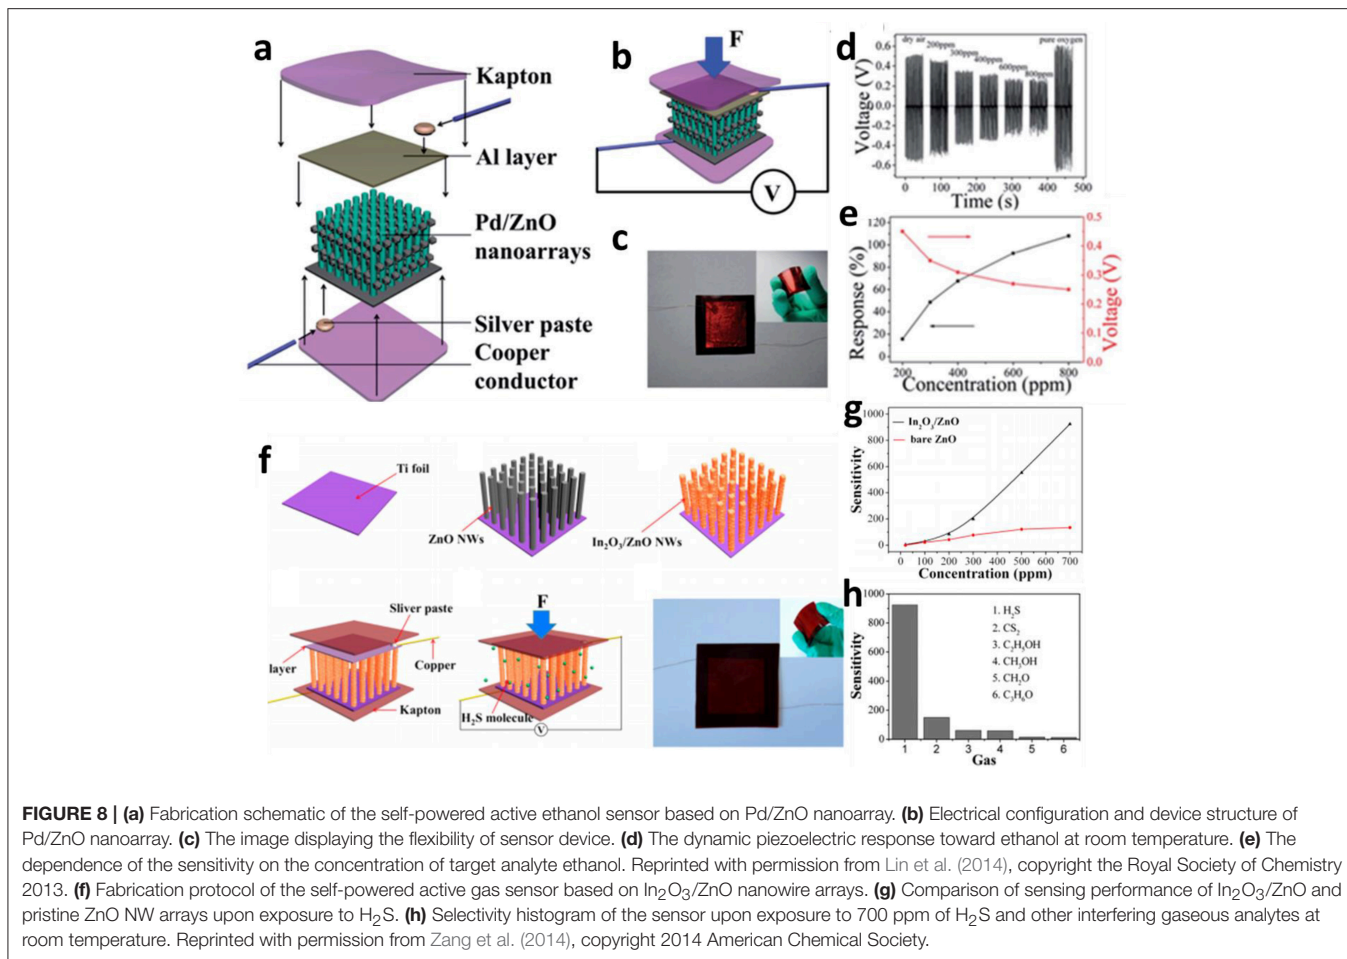 a
Kapton
Al layer
Pd/ZnO
nanoarrays
Silver paste
Cooper
conductor
b
F
V
c
d
dry air
200ppm
300ppm
400ppm
600ppm
800ppm
pure oxygen
Voltage (V)
0.6
0.4
0.2
0.0
-0.2
-0.4
-0.6
0 100 200 300 400 500
Time (s)
e
Response (%)
120
100
80
60
40
20
0
0.5
0.4
0.3
0.2
0.1
0.0
Voltage (V)
200 400 600 800
Concentration (ppm)
f
Ti foil
ZnO NWs
In₂O₃/ZnO NWs
Sliver paste
layer
Copper
Kapton
F
H₂S molecule
V
g
In₂O₃/ZnO
bare ZnO
Sensitivity
1000
800
600
400
200
0
0 100 200 300 400 500 600 700
Concentration (ppm)
h
Sensitivity
1000
800
600
400
200
0
1. H₂S
2. CS₂
3. C₂H₅OH
4. CH₃OH
5. CH₂O
6. C₃H₆O
1 2 3 4 5 6
Gas
FIGURE 8 | (a) Fabrication schematic of the self-powered active ethanol sensor based on Pd/ZnO nanoarray. (b) Electrical configuration and device structure of
Pd/ZnO nanoarray. (c) The image displaying the flexibility of sensor device. (d) The dynamic piezoelectric response toward ethanol at room temperature. (e) The
dependence of the sensitivity on the concentration of target analyte ethanol. Reprinted with permission from Lin et al. (2014), copyright the Royal Society of Chemistry
2013. (f) Fabrication protocol of the self-powered active gas sensor based on In₂O₃/ZnO nanowire arrays. (g) Comparison of sensing performance of In₂O₃/ZnO and
pristine ZnO NW arrays upon exposure to H₂S. (h) Selectivity histogram of the sensor upon exposure to 700 ppm of H₂S and other interfering gaseous analytes at
room temperature. Reprinted with permission from Zang et al. (2014), copyright 2014 American Chemical Society.